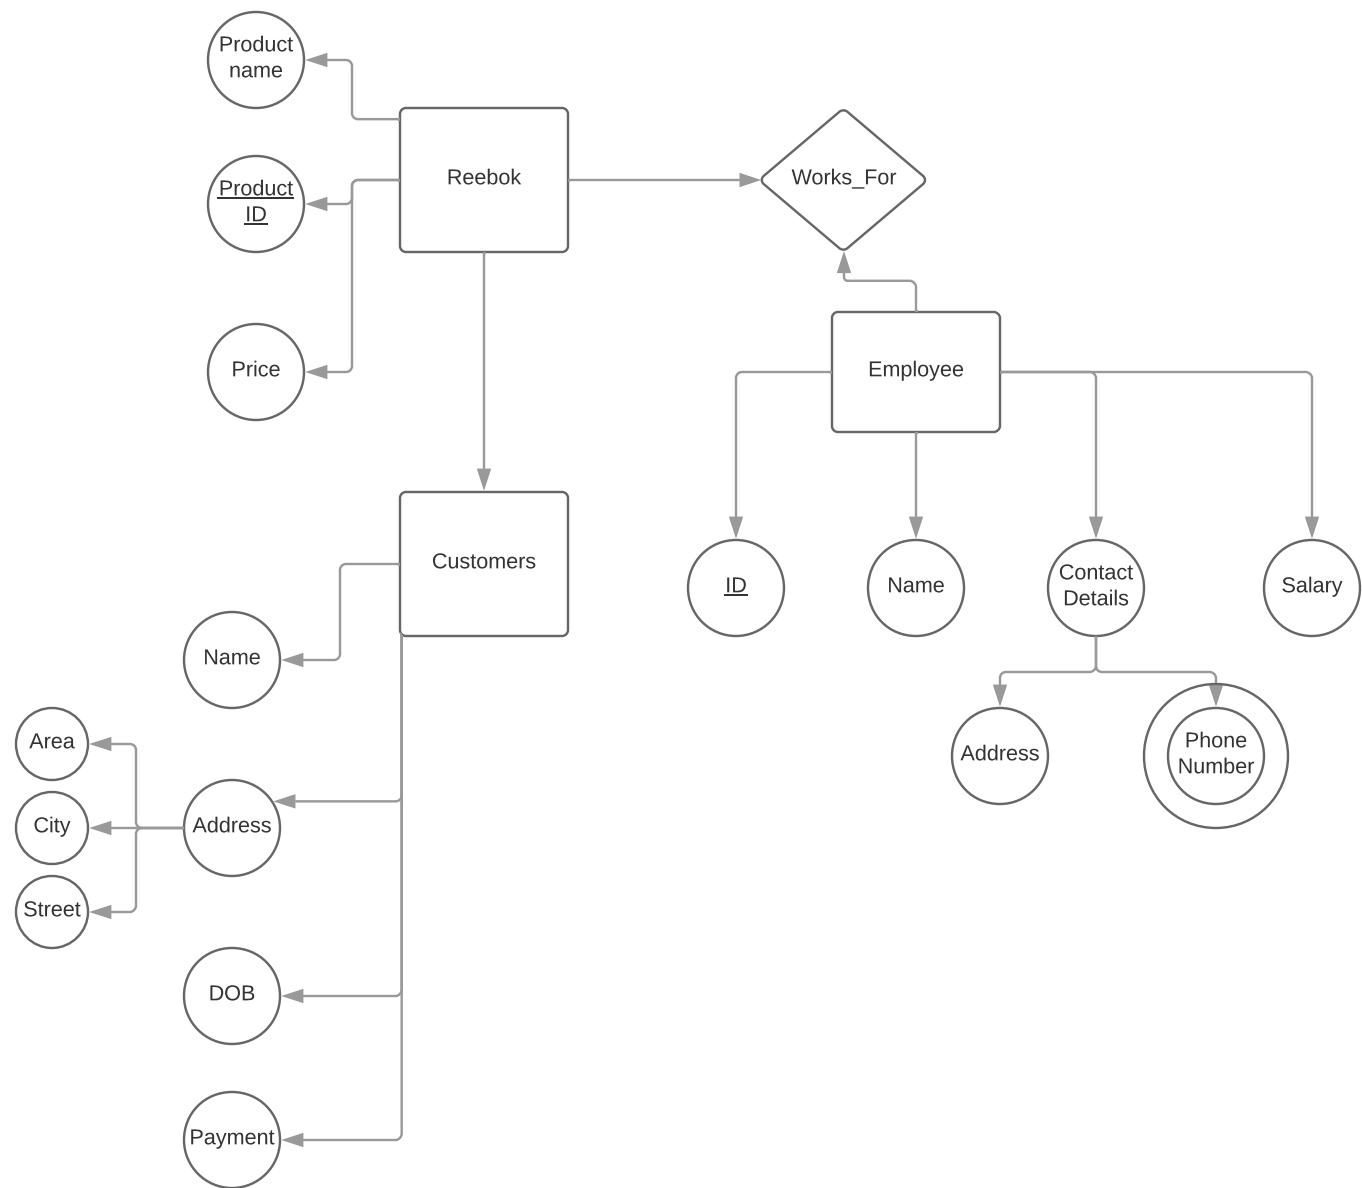 Product
name
Product
ID
Price
Reebok
Works_For
Employee
ID
Name
Contact
Details
Salary
Address
Phone
Number
Customers
Name
Address
Area
City
Street
DOB
Payment